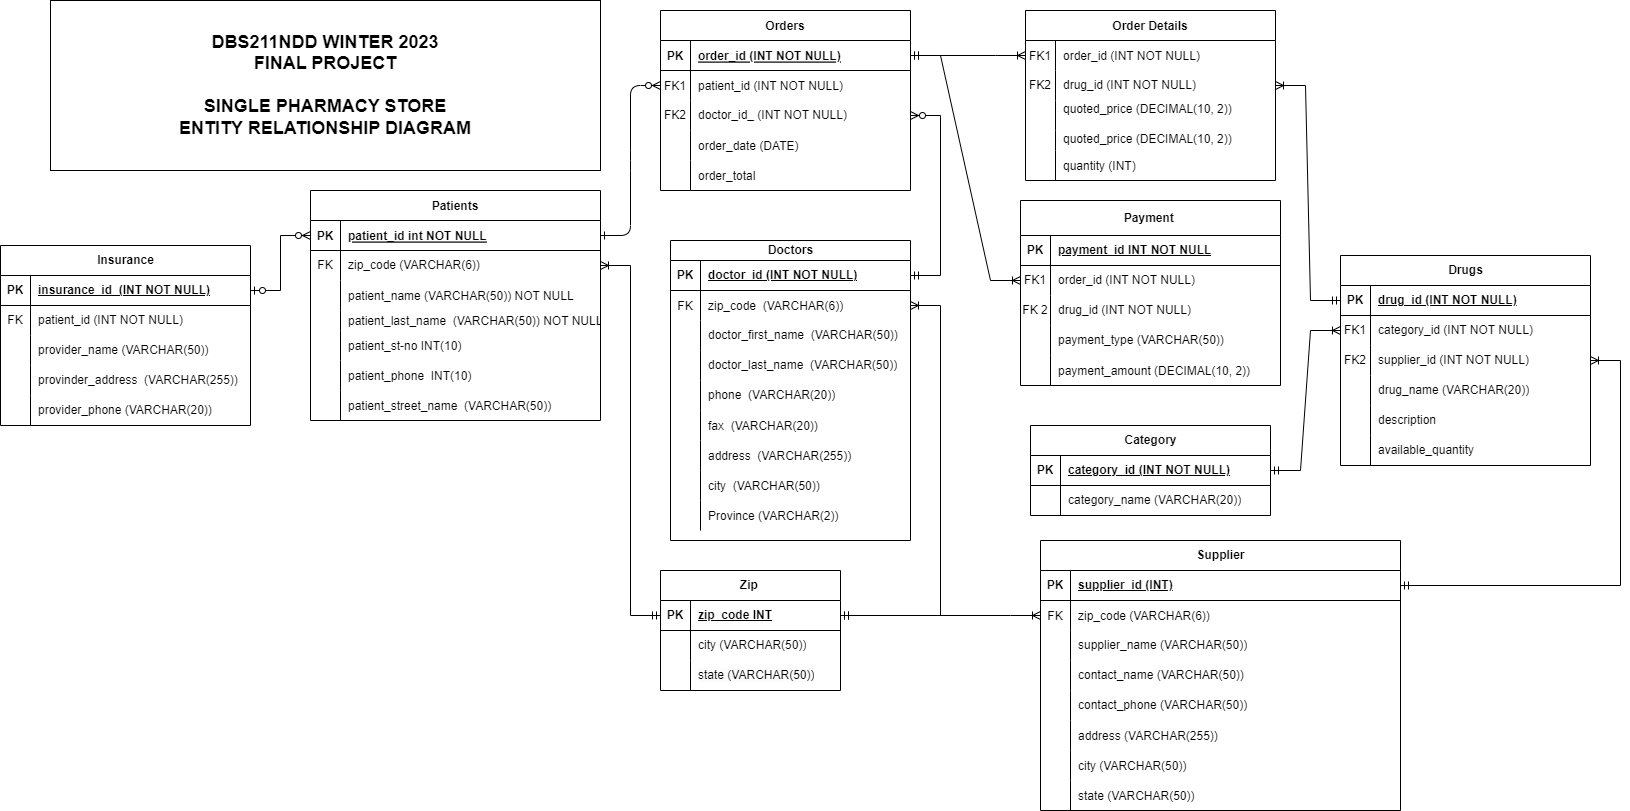 DBS211NDD WINTER 2023
FINAL PROJECT
SINGLE PHARMACY STORE
ENTITY RELATIONSHIP DIAGRAM
Insurance
PK insurance_id (INT NOT NULL)
FK patient_id (INT NOT NULL)
provider_name (VARCHAR(50))
provinder_address (VARCHAR(255))
provider_phone (VARCHAR(20))
Patients
PK patient_id int NOT NULL
FK zip_code (VARCHAR(6))
patient_name (VARCHAR(50)) NOT NULL
patient_last_name (VARCHAR(50)) NOT NULL
patient_st-no INT(10)
patient_phone INT(10)
patient_street_name (VARCHAR(50))
Orders
PK order_id (INT NOT NULL)
FK1 patient_id (INT NOT NULL)
FK2 doctor_id_ (INT NOT NULL)
order_date (DATE)
order_total
Doctors
PK doctor_id (INT NOT NULL)
FK zip_code (VARCHAR(6))
doctor_first_name (VARCHAR(50))
doctor_last_name (VARCHAR(50))
phone (VARCHAR(20))
fax (VARCHAR(20))
address (VARCHAR(255))
city (VARCHAR(50))
Province (VARCHAR(2))
Zip
PK zip_code INT
city (VARCHAR(50))
state (VARCHAR(50))
Order Details
FK1 order_id (INT NOT NULL)
FK2 drug_id (INT NOT NULL)
quoted_price (DECIMAL(10, 2))
quoted_price (DECIMAL(10, 2))
quantity (INT)
Payment
PK payment_id INT NOT NULL
FK1 order_id (INT NOT NULL)
FK 2 drug_id (INT NOT NULL)
payment_type (VARCHAR(50))
payment_amount (DECIMAL(10, 2))
Category
PK category_id (INT NOT NULL)
category_name (VARCHAR(20))
Supplier
PK supplier_id (INT)
FK zip_code (VARCHAR(6))
supplier_name (VARCHAR(50))
contact_name (VARCHAR(50))
contact_phone (VARCHAR(50))
address (VARCHAR(255))
city (VARCHAR(50))
state (VARCHAR(50))
Drugs
PK drug_id (INT NOT NULL)
FK1 category_id (INT NOT NULL)
FK2 supplier_id (INT NOT NULL)
drug_name (VARCHAR(20))
description
available_quantity